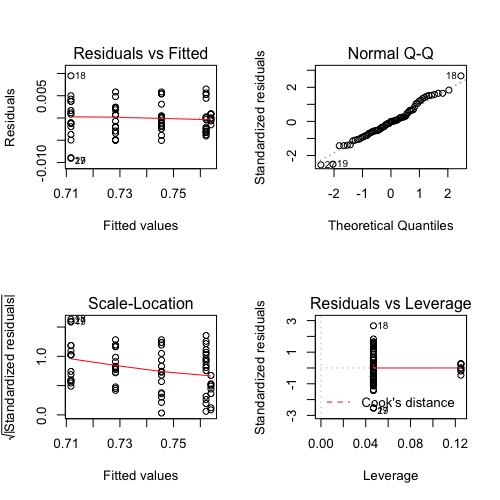 Residuals vs Fitted
Residuals
0.005
-0.010
18
0.71
0.73
0.75
Fitted values
Normal Q-Q
Standardized residuals
2
0
-2
18
19
-2
-1
0
1
2
Theoretical Quantiles
Scale-Location
√|Standardized residuals|
1.0
0.0
0.71
0.73
0.75
Fitted values
Residuals vs Leverage
Standardized residuals
3
1
-1
-3
18
Cook's distance
0.00
0.04
0.08
0.12
Leverage